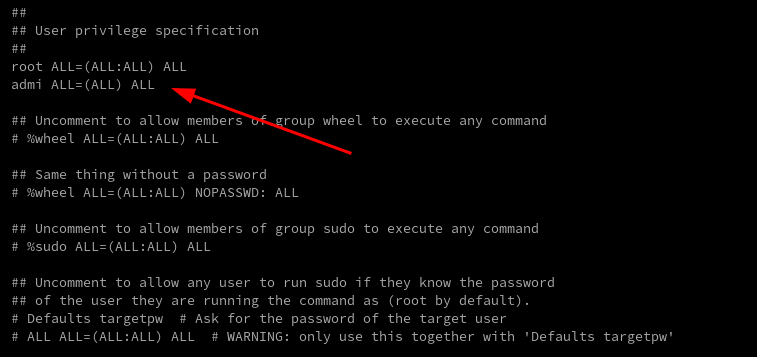 ##
## User privilege specification
##
root ALL=(ALL:ALL) ALL
admi ALL=(ALL) ALL
## Uncomment to allow members of group wheel to execute any command
# %wheel ALL=(ALL:ALL) ALL
## Same thing without a password
# %wheel ALL=(ALL:ALL) NOPASSWD: ALL
## Uncomment to allow members of group sudo to execute any command
# %sudo ALL=(ALL:ALL) ALL
## Uncomment to allow any user to run sudo if they know the password
## of the user they are running the command as (root by default).
# Defaults targetpw  # Ask for the password of the target user
# ALL ALL=(ALL:ALL) ALL  # WARNING: only use this together with 'Defaults targetpw'